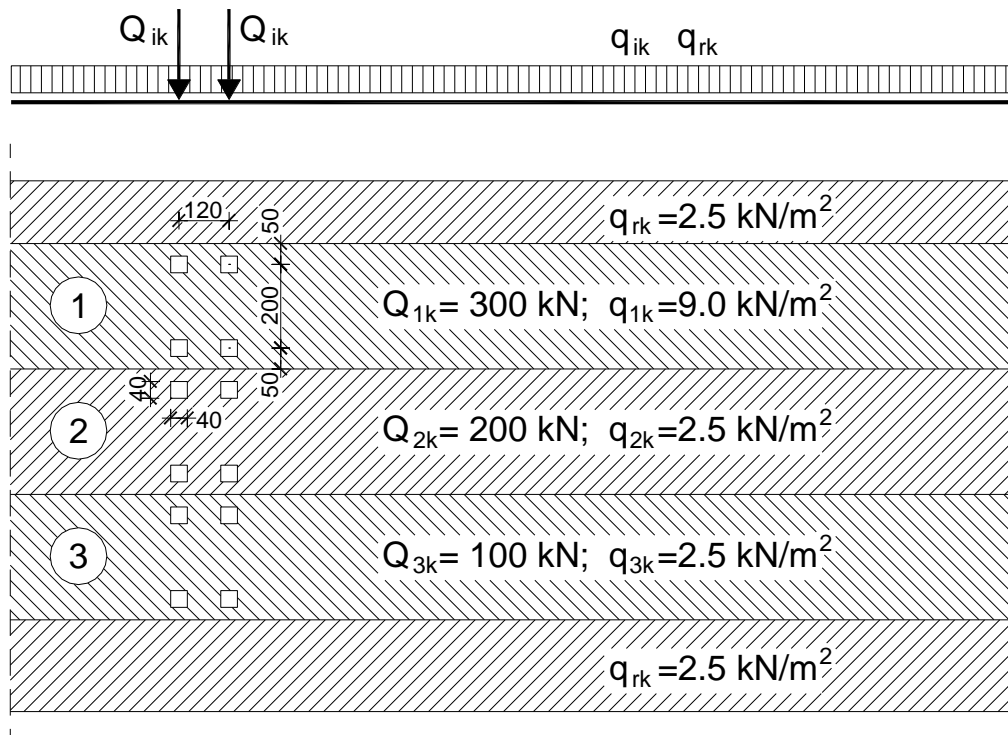 Q ik Q ik
q ik q rk
120
50
q rk =2.5 kN/m²
1
200
Q 1k = 300 kN; q 1k =9.0 kN/m²
50
40
40
2
Q 2k = 200 kN; q 2k =2.5 kN/m²
3
Q 3k = 100 kN; q 3k =2.5 kN/m²
q rk =2.5 kN/m²